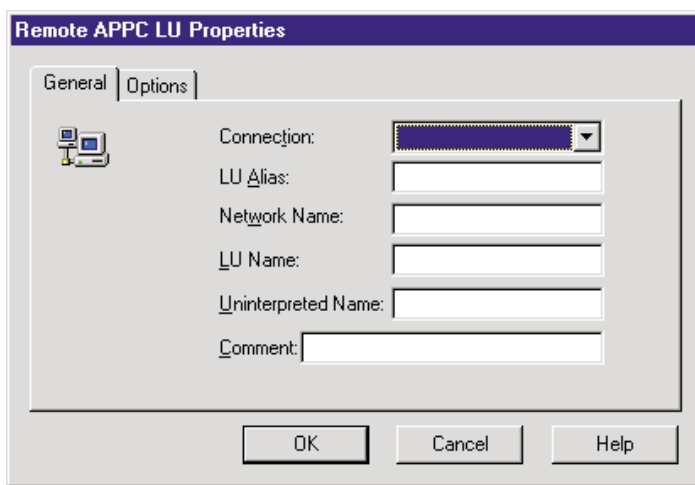 Remote APPC LU Properties
General Options
Connection:
LU Alias:
Network Name:
LU Name:
Uninterpreted Name:
Comment:
OK Cancel Help